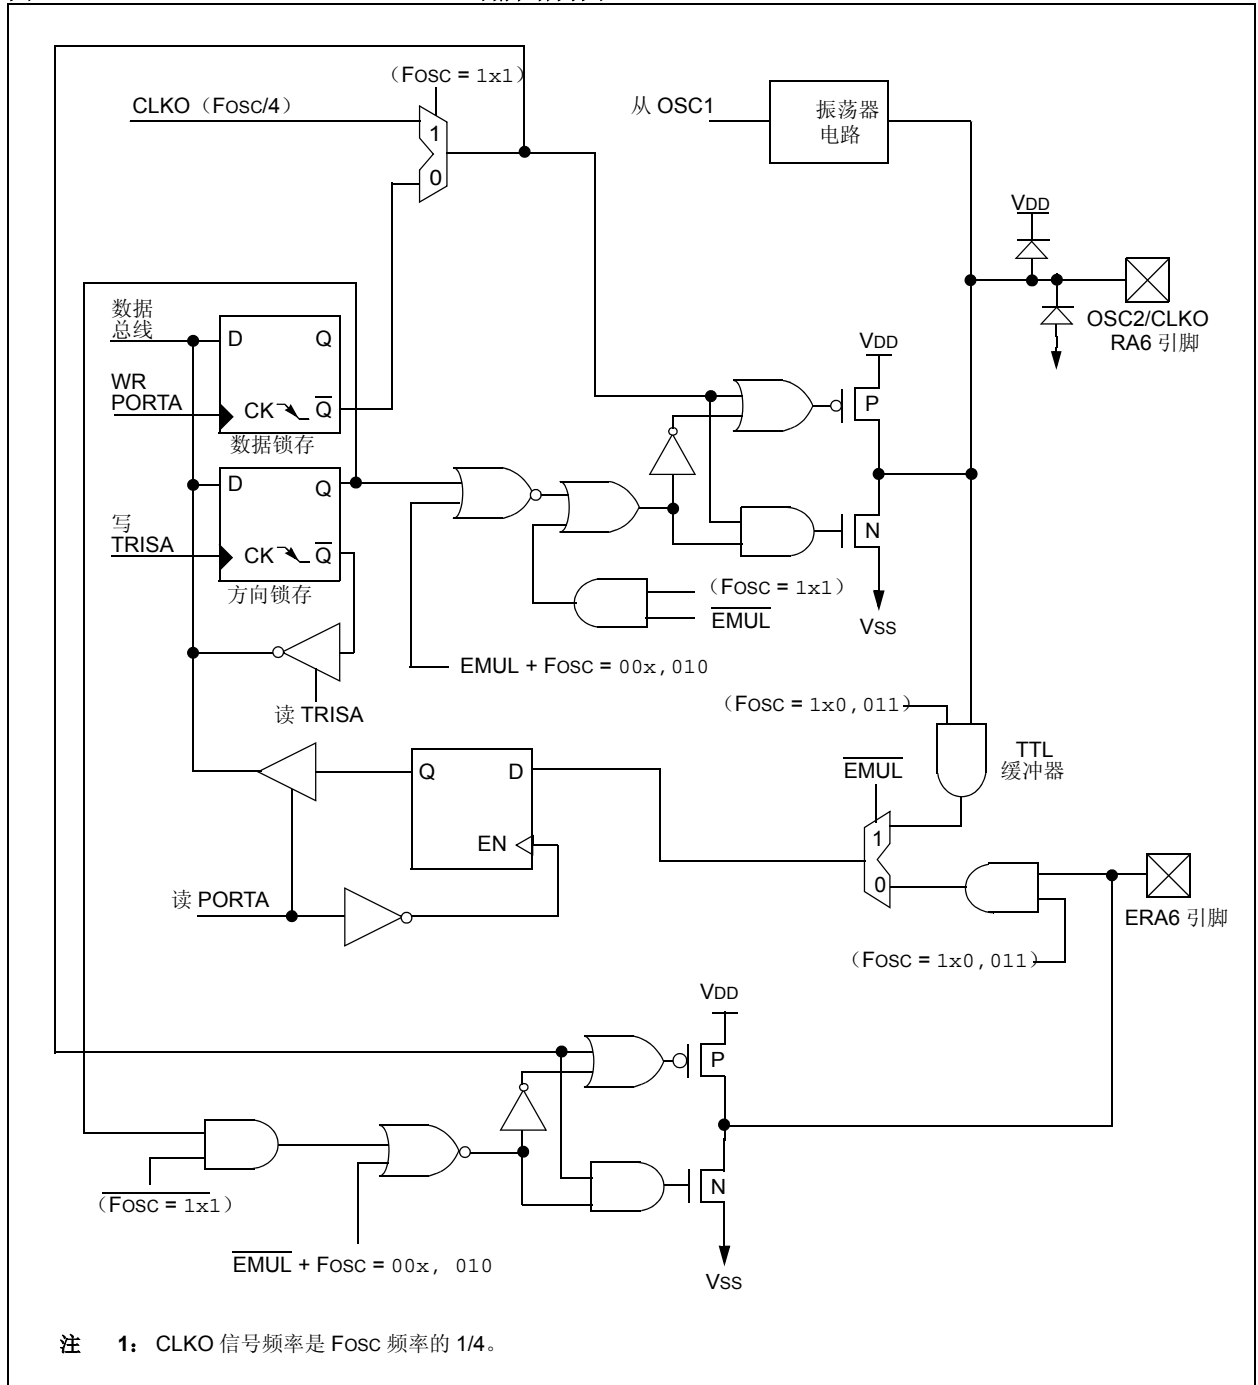 （FOSC = 1x1）
CLKO（FOSC/4）
1
0
从 OSC1
振荡器
电路
VDD
OSC2/CLKO
RA6 引脚
数据
总线
D
Q
WR
PORTA
CK
Q
数据锁存
VDD
P
D
Q
写
TRISA
CK
Q
方向锁存
N
（FOSC = 1x1）
EMUL
VSS
EMUL + FOSC = 00x,010
读 TRISA
（FOSC = 1x0,011）
TTL
缓冲器
EMUL
Q
D
EN
1
0
读 PORTA
ERA6 引脚
（FOSC = 1x0,011）
VDD
P
N
（FOSC = 1x1）
EMUL + FOSC = 00x, 010
VSS
注 1： CLKO 信号频率是 FOSC 频率的 1/4。